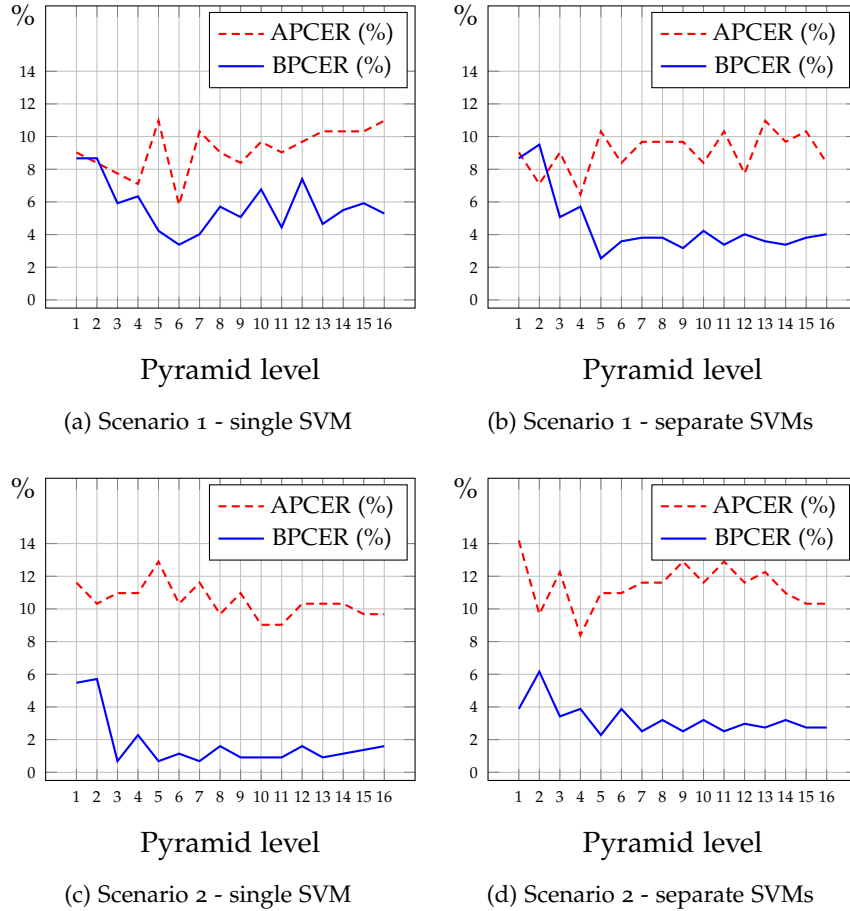 %
APCER (%)
BPCER (%)
14
12
10
8
6
4
2
0
1 2 3 4 5 6 7 8 9 10 11 12 13 14 15 16
Pyramid level
(a) Scenario 1 - single SVM
%
APCER (%)
BPCER (%)
14
12
10
8
6
4
2
0
1 2 3 4 5 6 7 8 9 10 11 12 13 14 15 16
Pyramid level
(b) Scenario 1 - separate SVMs
%
APCER (%)
BPCER (%)
14
12
10
8
6
4
2
0
1 2 3 4 5 6 7 8 9 10 11 12 13 14 15 16
Pyramid level
(c) Scenario 2 - single SVM
%
APCER (%)
BPCER (%)
14
12
10
8
6
4
2
0
1 2 3 4 5 6 7 8 9 10 11 12 13 14 15 16
Pyramid level
(d) Scenario 2 - separate SVMs